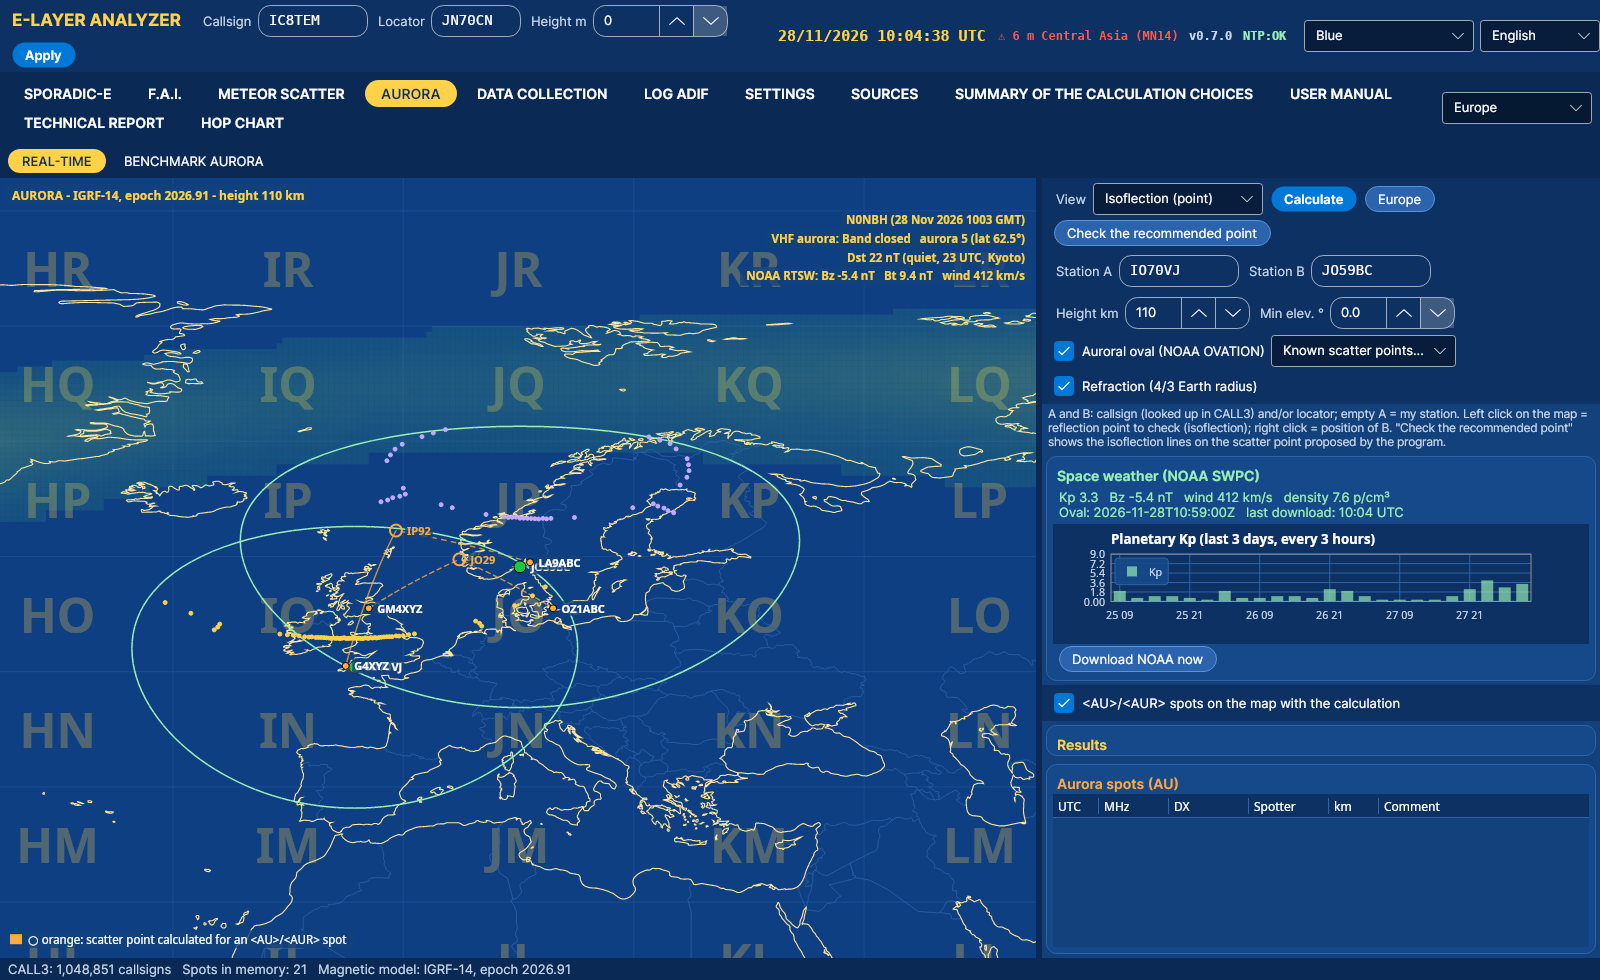 E-LAYER ANALYZER
Callsign IC8TEM Locator JN70CN Height m 0
Apply
28/11/2026 10:04:38 UTC ⚠ 6 m Central Asia (MN14) v0.7.0 NTP:OK
Blue English
SPORADIC-E F.A.I. METEOR SCATTER AURORA DATA COLLECTION LOG ADIF SETTINGS SOURCES SUMMARY OF THE CALCULATION CHOICES USER MANUAL
TECHNICAL REPORT HOP CHART
Europe
REAL-TIME BENCHMARK AURORA
AURORA - IGRF-14, epoch 2026.91 - height 110 km
N0NBH (28 Nov 2026 1003 GMT)
VHF aurora: Band closed aurora 5 (lat 62.5°)
Dst 22 nT (quiet, 23 UTC, Kyoto)
NOAA RTSW: Bz -5.4 nT Bt 9.4 nT wind 412 km/s
HR IR JR KR
HQ IQ JQ KQ LQ
HP IP JP KP LP
IP92
JO29
LA9ABC
HO IO JO KO LO
GM4XYZ
OZ1ABC
G4XYZ VJ
HN IN JN KN LN
HM IM JM KM LM
orange: scatter point calculated for an <AU>/<AUR> spot
View Isoflection (point) Calculate Europe
Check the recommended point
Station A IO70VJ Station B JO59BC
Height km 110 Min elev. ° 0.0
Auroral oval (NOAA OVATION) Known scatter points...
Refraction (4/3 Earth radius)
A and B: callsign (looked up in CALL3) and/or locator; empty A = my station. Left click on the map =
reflection point to check (isoflection); right click = position of B. "Check the recommended point"
shows the isoflection lines on the scatter point proposed by the program.
Space weather (NOAA SWPC)
Kp 3.3 Bz -5.4 nT wind 412 km/s density 7.6 p/cm³
Oval: 2026-11-28T10:59:00Z last download: 10:04 UTC
Planetary Kp (last 3 days, every 3 hours)
9.0
7.2
5.4
3.6
1.8
0.00
Kp
25 09 25 21 26 09 26 21 27 09 27 21
Download NOAA now
<AU>/<AUR> spots on the map with the calculation
Results
Aurora spots (AU)
UTC MHz DX Spotter km Comment
CALL3: 1,048,851 callsigns Spots in memory: 21 Magnetic model: IGRF-14, epoch 2026.91